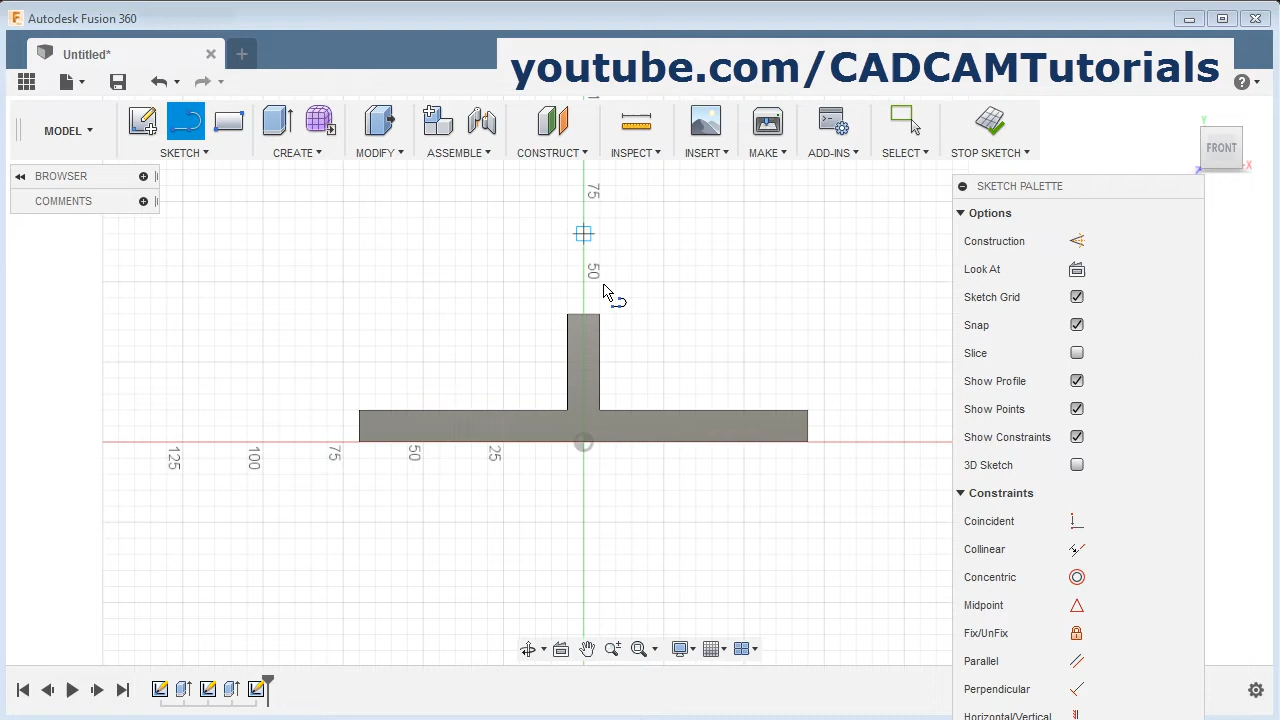 Autodesk Fusion 360
Untitled*
youtube.com/CADCAMTutorials
MODEL
SKETCH
CREATE
MODIFY
ASSEMBLE
CONSTRUCT
INSPECT
INSERT
MAKE
ADD-INS
SELECT
STOP SKETCH
Y
FRONT
X
BROWSER
COMMENTS
SKETCH PALETTE
Options
Construction
Look At
Sketch Grid
Snap
Slice
Show Profile
Show Points
Show Constraints
3D Sketch
Constraints
Coincident
Collinear
Concentric
Midpoint
Fix/UnFix
Parallel
Perpendicular
Horizontal/Vertical
75
50
125
100
75
50
25